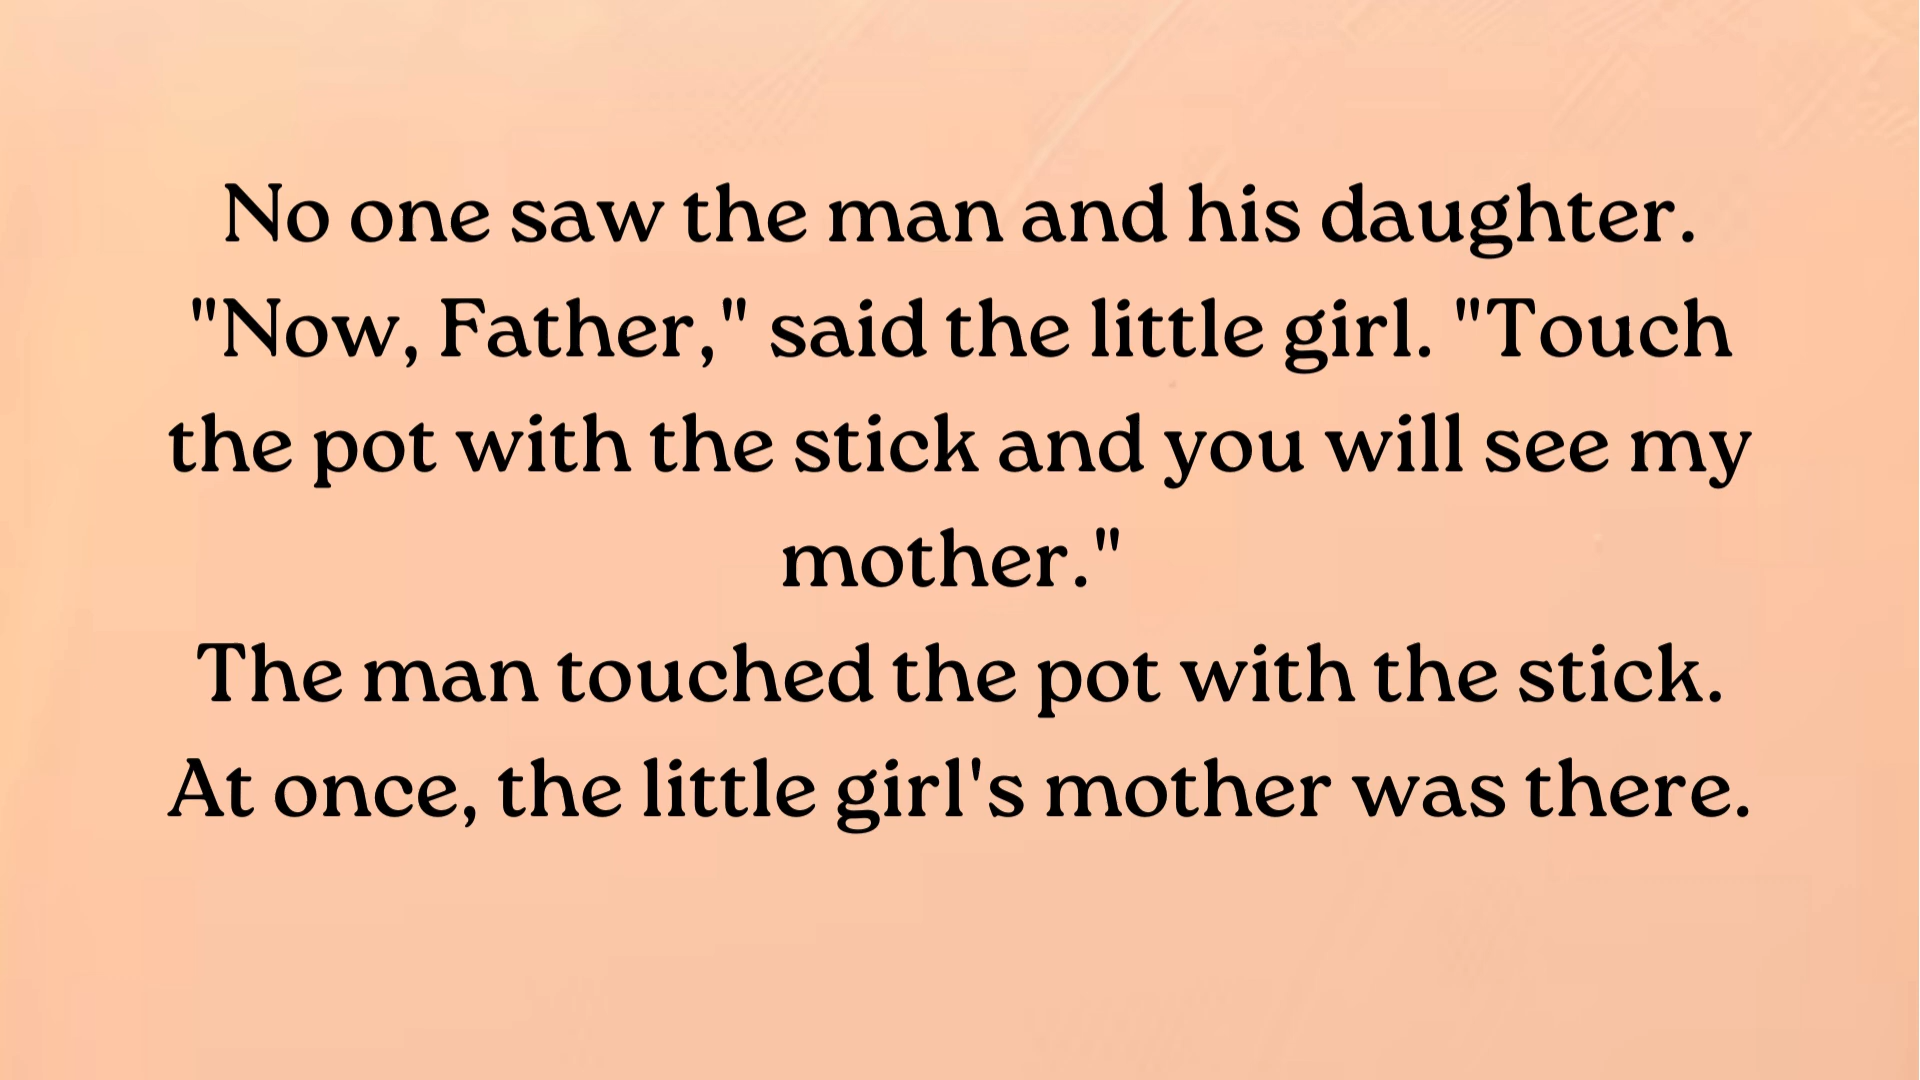 No one saw the man and his daughter.
"Now, Father," said the little girl. "Touch
the pot with the stick and you will see my
mother."
The man touched the pot with the stick.
At once, the little girl's mother was there.